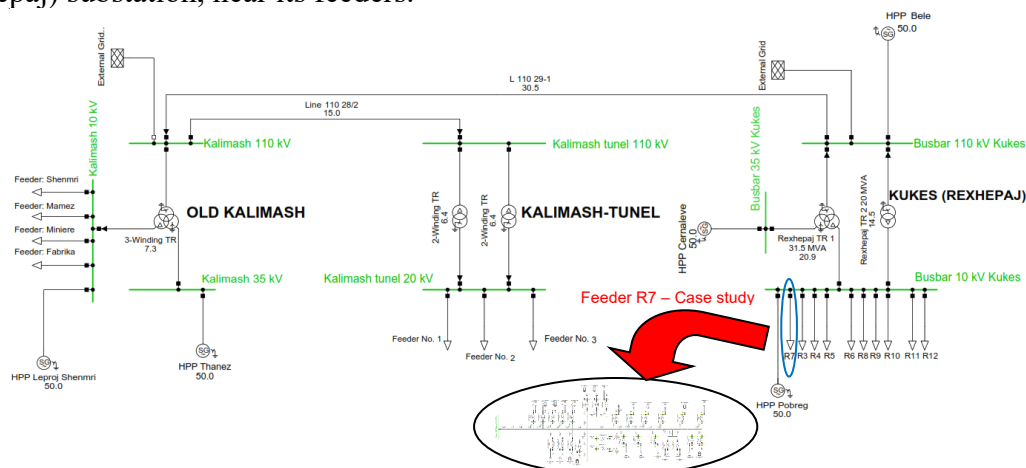 epaj) substation, near its feeders.
HPP Bele
50.0
External Grid..
External Grid
L 110 29-1
30.5
Line 110 28/2
15.0
Kalimash 10 kV
Kalimash 110 kV
Kalimash tunel 110 kV
Busbar 35 kV Kukes
Busbar 110 kV Kukes
Feeder: Shenmri
Feeder: Mamez
Feeder: Miniere
Feeder: Fabrika
OLD KALIMASH
3-Winding TR
7.3
2-Winding TR
6.4
2-Winding TR
6.4
KALIMASH-TUNEL
HPP Cernaleve
50.0
Rexhepaj TR 1
31.5 MVA
20.9
Rexhepaj TR 2 20 MVA
14.5
KUKES (REXHEPAJ)
Kalimash 35 kV
Kalimash tunel 20 kV
Busbar 10 kV Kukes
Feeder R7 – Case study
Feeder No. 1
Feeder No. 2
Feeder No. 3
R7
R3
R4
R5
R6
R8
R9
R10
R11
R12
SG
HPP Leproj Shenmri
50.0
SG
HPP Thanez
50.0
SG
HPP Pobreg
50.0